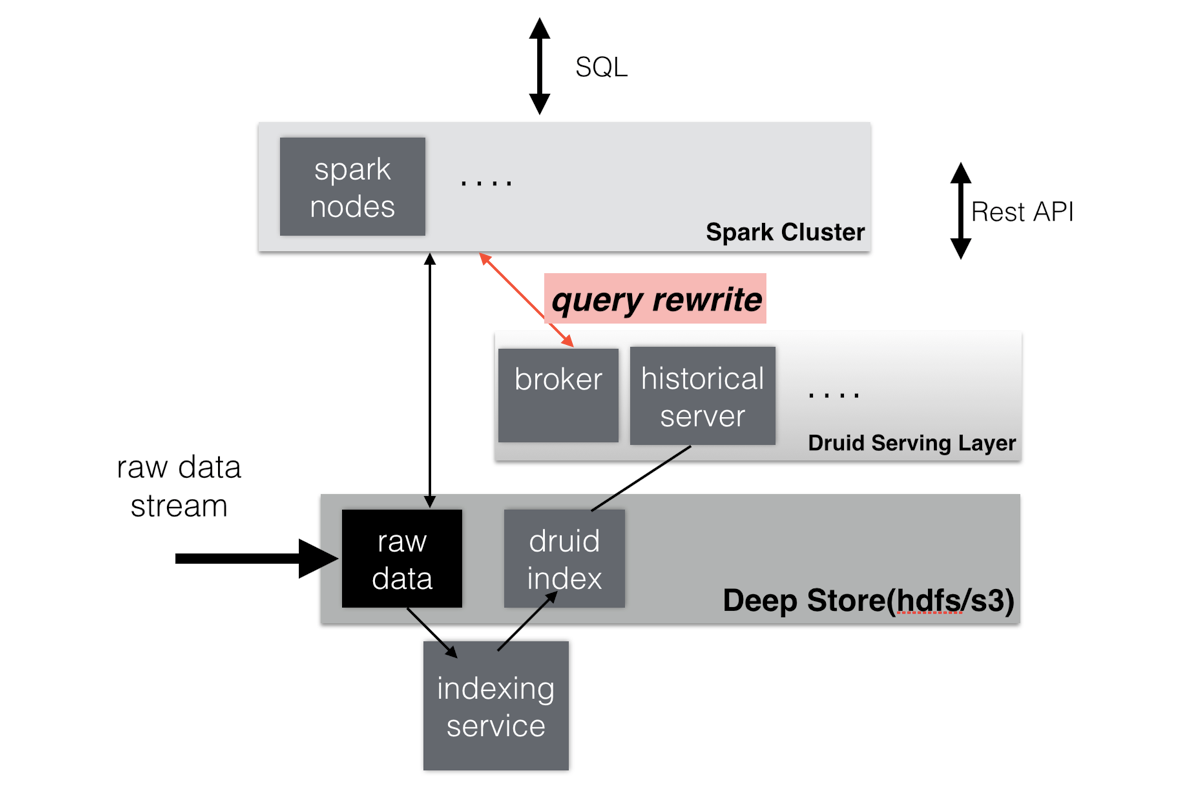 SQL
spark
nodes
....
Spark Cluster
Rest API
query rewrite
broker
historical
server
....
Druid Serving Layer
raw data
stream
raw
data
druid
index
Deep Store(hdfs/s3)
indexing
service